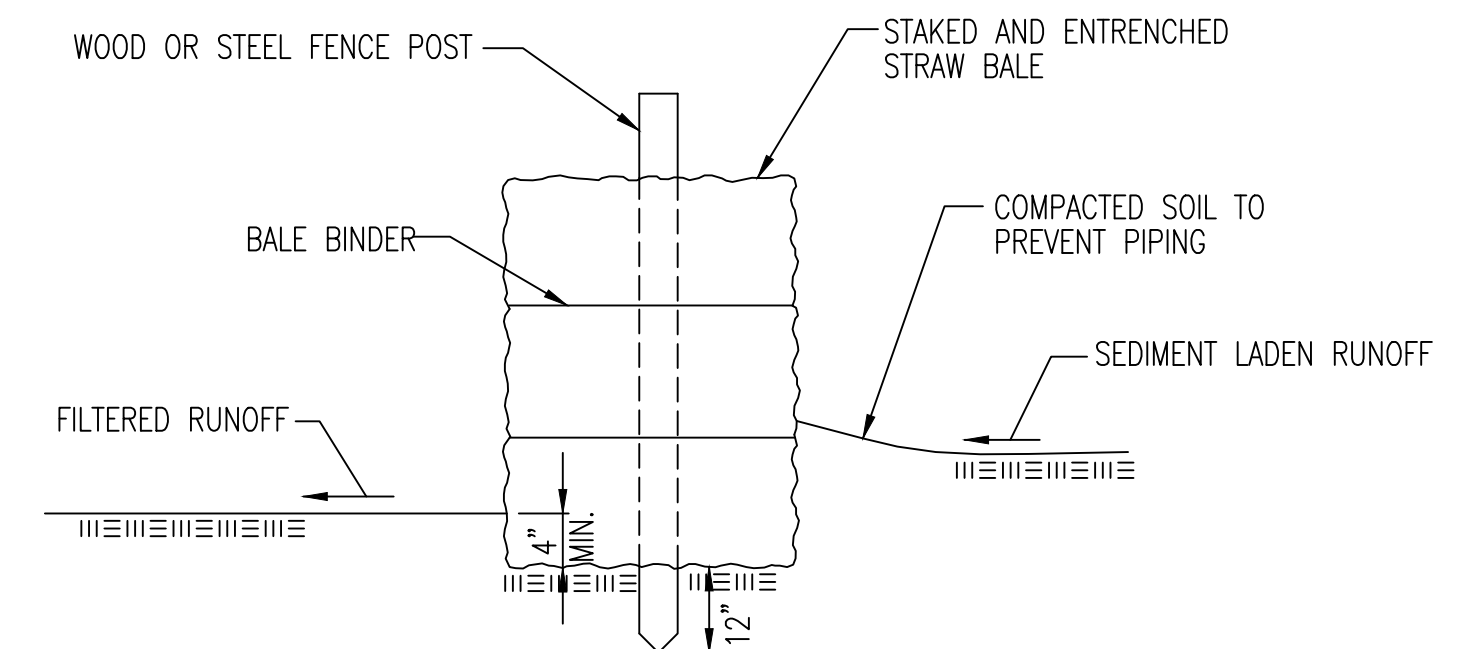 WOOD OR STEEL FENCE POST
STAKED AND ENTRENCHED
STRAW BALE
BALE BINDER
COMPACTED SOIL TO
PREVENT PIPING
SEDIMENT LADEN RUNOFF
FILTERED RUNOFF
4"
MIN.
12"